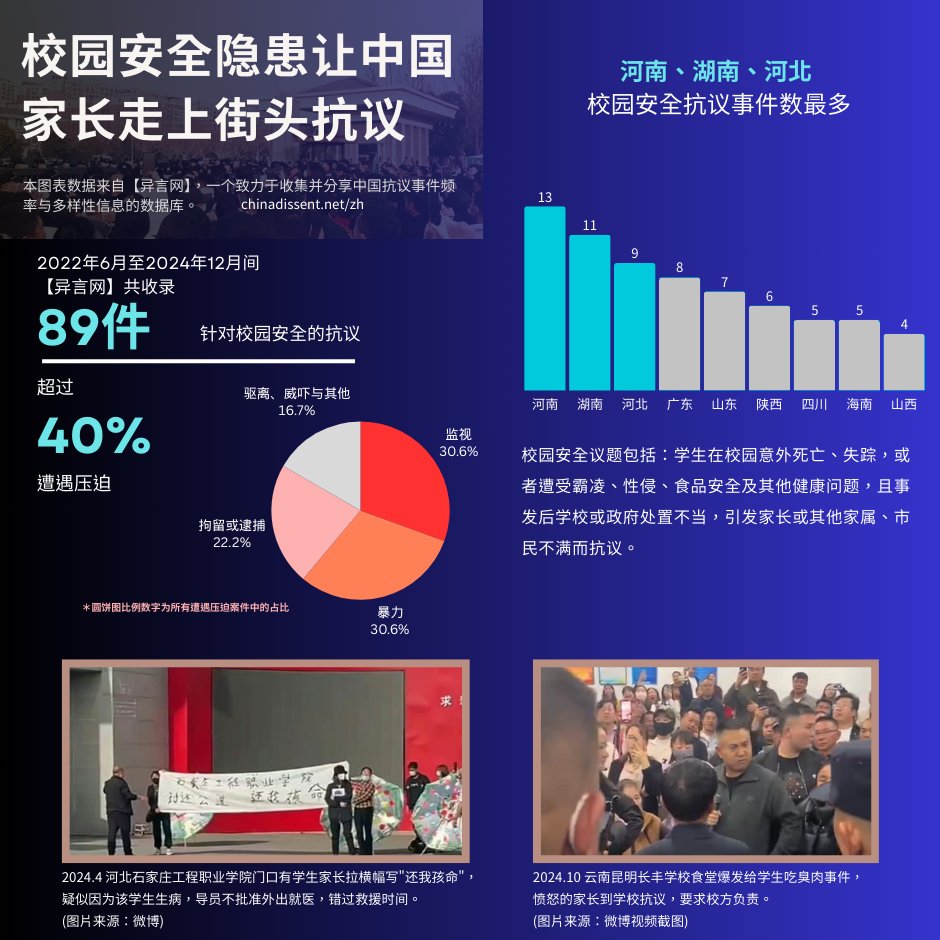 校园安全隐患让中国
家长走上街头抗议
本图表数据来自【异言网】，一个致力于收集并分享中国抗议事件频
率与多样性信息的数据库。 chinadissent.net/zh
2022年6月至2024年12月间
【异言网】共收录
89件 针对校园安全的抗议
超过
40%
遭遇压迫
驱离、威吓与其他
16.7%
监视
30.6%
拘留或逮捕
22.2%
暴力
30.6%
＊圆饼图比例数字为所有遭遇压迫案件中的占比
河南、湖南、河北
校园安全抗议事件数最多
13
11
9
8
7
6
5
5
4
河南 湖南 河北 广东 山东 陕西 四川 海南 山西
校园安全议题包括：学生在校园意外死亡、失踪，或
者遭受霸凌、性侵、食品安全及其他健康问题，且事
发后学校或政府处置不当，引发家长或其他家属、市
民不满而抗议。
求
工程职业学院
讨还公道 还我孩命
2024.4 河北石家庄工程职业学院门口有学生家长拉横幅写"还我孩命"，
疑似因为该学生生病，导员不批准外出就医，错过救援时间。
(图片来源：微博)
2024.10 云南昆明长丰学校食堂爆发给学生吃臭肉事件，
愤怒的家长到学校抗议，要求校方负责。
(图片来源：微博视频截图)